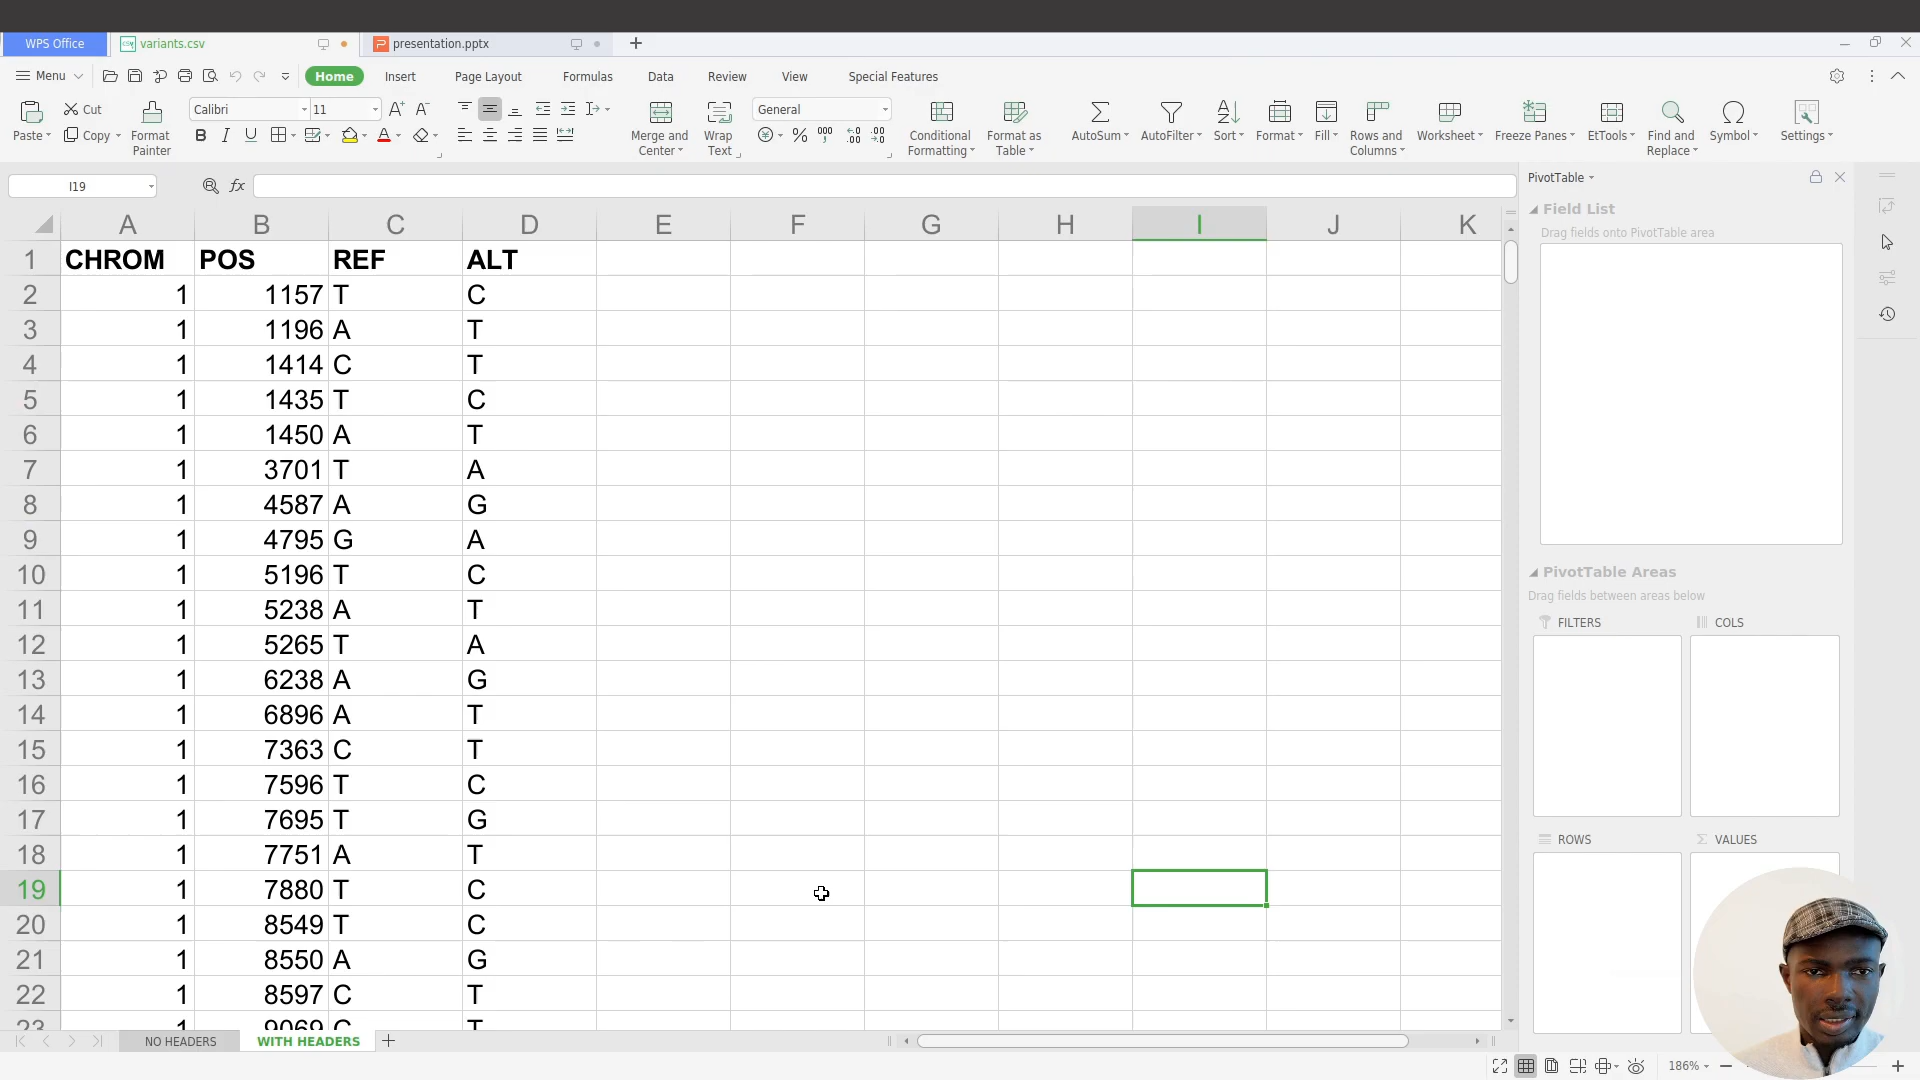 WPS Office variants.csv presentation.pptx
Menu Home Insert Page Layout Formulas Data Review View Special Features
Paste Cut Copy Format Painter Calibri 11 Merge and Center Wrap Text General Conditional Formatting Format as Table AutoSum AutoFilter Sort Format Fill Rows and Columns Worksheet Freeze Panes EtTools Find and Replace Symbol Settings
I19 fx PivotTable
A B C D E F G H I J K
1 CHROM POS REF ALT
2 1 1157 T C
3 1 1196 A T
4 1 1414 C T
5 1 1435 T C
6 1 1450 A T
7 1 3701 T A
8 1 4587 A G
9 1 4795 G A
10 1 5196 T C
11 1 5238 A T
12 1 5265 T A
13 1 6238 A G
14 1 6896 A T
15 1 7363 C T
16 1 7596 T C
17 1 7695 T G
18 1 7751 A T
19 1 7880 T C
20 1 8549 T C
21 1 8550 A G
22 1 8597 C T
23 1 9069 C T
Field List
Drag fields onto PivotTable area
PivotTable Areas
Drag fields between areas below
FILTERS COLS
ROWS VALUES
NO HEADERS WITH HEADERS
186%